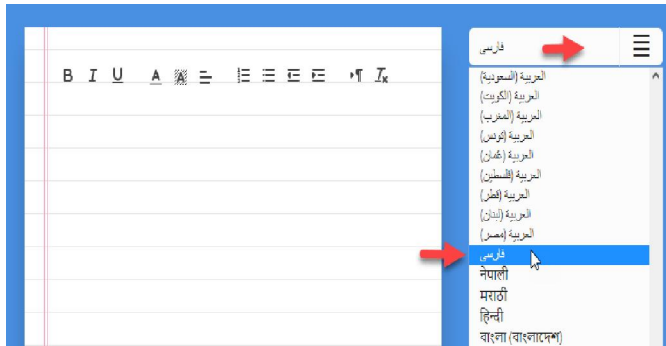 فارسی
B I U A A
العربية (السعودية)
العربية (الكويت)
العربية (المغرب)
العربية (تونس)
العربية (عُمان)
العربية (فلسطين)
العربية (قطر)
العربية (لبنان)
العربية (مصر)
فارسی
नेपाली
मराठी
हिन्दी
বাংলা (বাংলাদেশ)